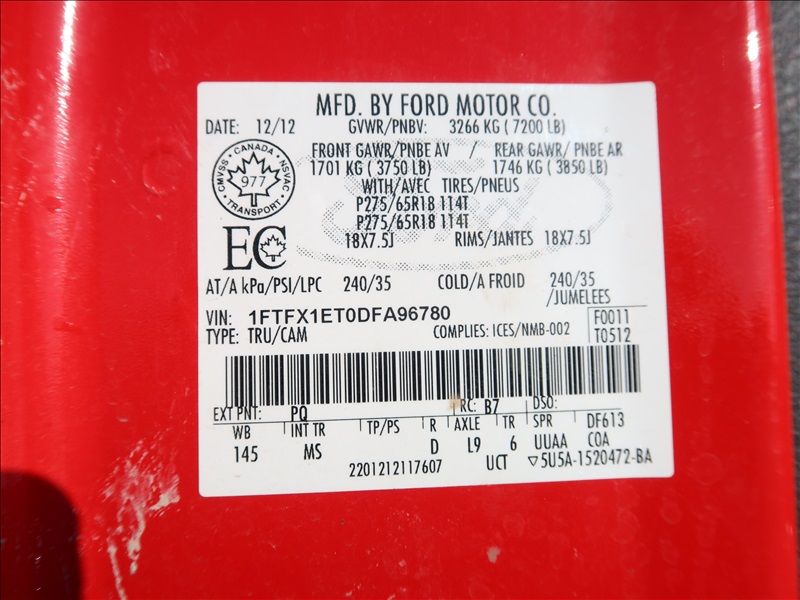 MFD. BY FORD MOTOR CO.
DATE: 12/12 GVWR/PNBV: 3266 KG ( 7200 LB)
FRONT GAWR/PNBE AV / REAR GAWR/ PNBE AR
1701 KG ( 3750 LB) 1746 KG ( 3850 LB)
WITH/AVEC TIRES/PNEUS
P275/65R18 114T
P275/65R18 114T
18X7.5J RIMS/JANTES 18X7.5J
CMVSS • CANADA • NSVAC • TRANSPORT •
977
EC
AT/A kPa/PSI/LPC 240/35 COLD/A FROID 240/35
/JUMELEES
VIN: 1FTFX1ET0DFA96780 F0011
TYPE: TRU/CAM COMPLIES: ICES/NMB-002 T0512
EXT PNT: PQ RC: B7 DSO:
WB INT TR TP/PS R AXLE TR SPR DF613
145 MS D L9 6 UUAA COA
2201212117607 UCT ▽5U5A-1520472-BA